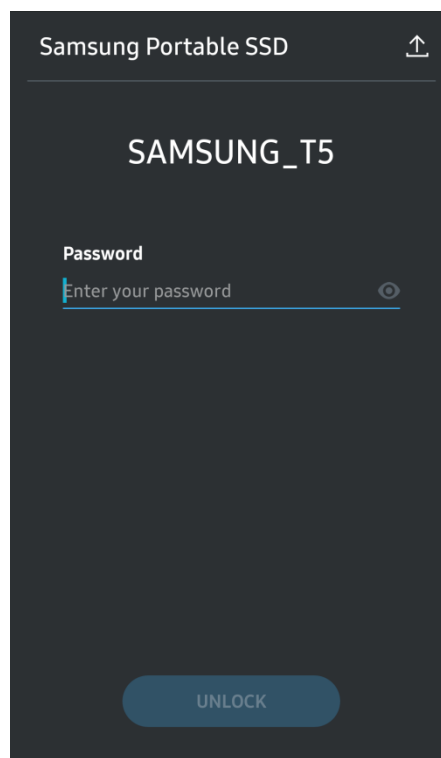 Samsung Portable SSD
SAMSUNG_T5
Password
Enter your password
UNLOCK